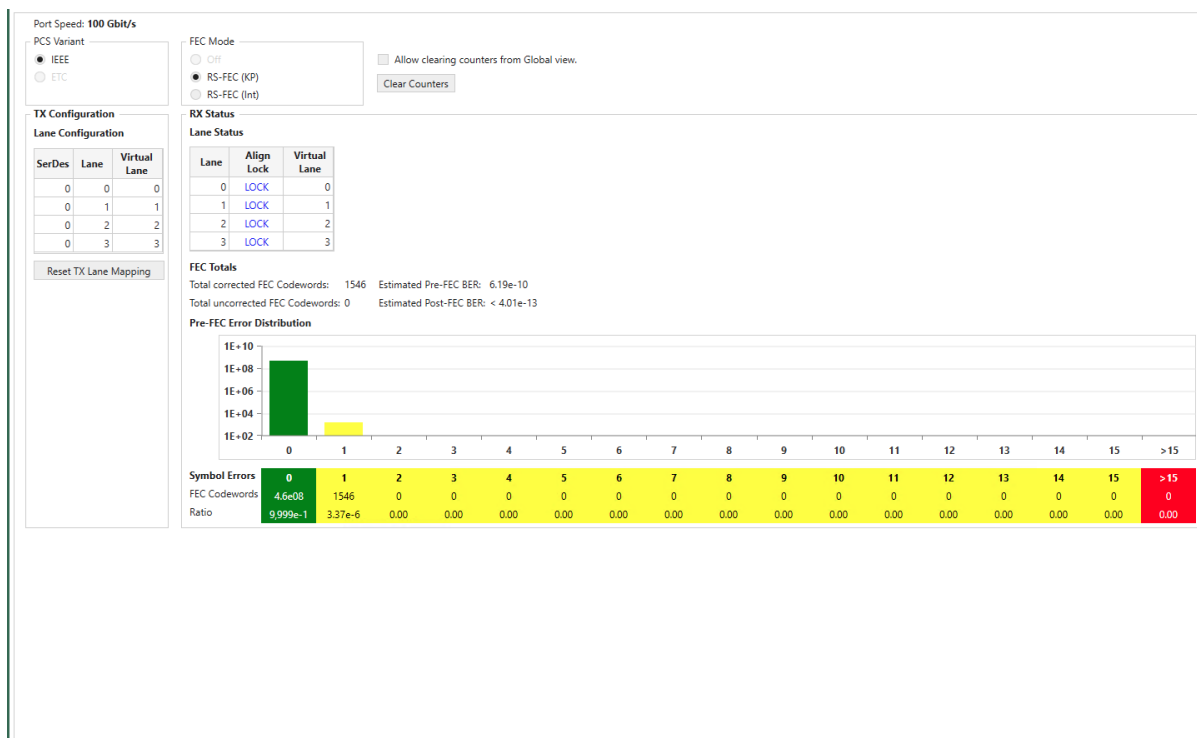 Port Speed: 100 Gbit/s
PCS Variant
IEEE
ETC
FEC Mode
Off
RS-FEC (KP)
RS-FEC (Int)
Allow clearing counters from Global view.
Clear Counters
TX Configuration
Lane Configuration
SerDes Lane Virtual Lane
0 0 0
0 1 1
0 2 2
0 3 3
Reset TX Lane Mapping
RX Status
Lane Status
Lane Align Lock Virtual Lane
0 LOCK 0
1 LOCK 1
2 LOCK 2
3 LOCK 3
FEC Totals
Total corrected FEC Codewords: 1546 Estimated Pre-FEC BER: 6.19e-10
Total uncorrected FEC Codewords: 0 Estimated Post-FEC BER: < 4.01e-13
Pre-FEC Error Distribution
1E+10
1E+08
1E+06
1E+04
1E+02
0 1 2 3 4 5 6 7 8 9 10 11 12 13 14 15 >15
Symbol Errors 0 1 2 3 4 5 6 7 8 9 10 11 12 13 14 15 >15
FEC Codewords 4.6e08 1546 0 0 0 0 0 0 0 0 0 0 0 0 0 0 0
Ratio 9,999e-1 3.37e-6 0.00 0.00 0.00 0.00 0.00 0.00 0.00 0.00 0.00 0.00 0.00 0.00 0.00 0.00 0.00